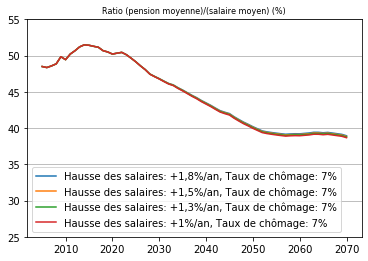 Ratio (pension moyenne)/(salaire moyen) (%)
55
50
45
40
35
30
25
Hausse des salaires: +1,8%/an, Taux de chômage: 7%
Hausse des salaires: +1,5%/an, Taux de chômage: 7%
Hausse des salaires: +1,3%/an, Taux de chômage: 7%
Hausse des salaires: +1%/an, Taux de chômage: 7%
2010 2020 2030 2040 2050 2060 2070